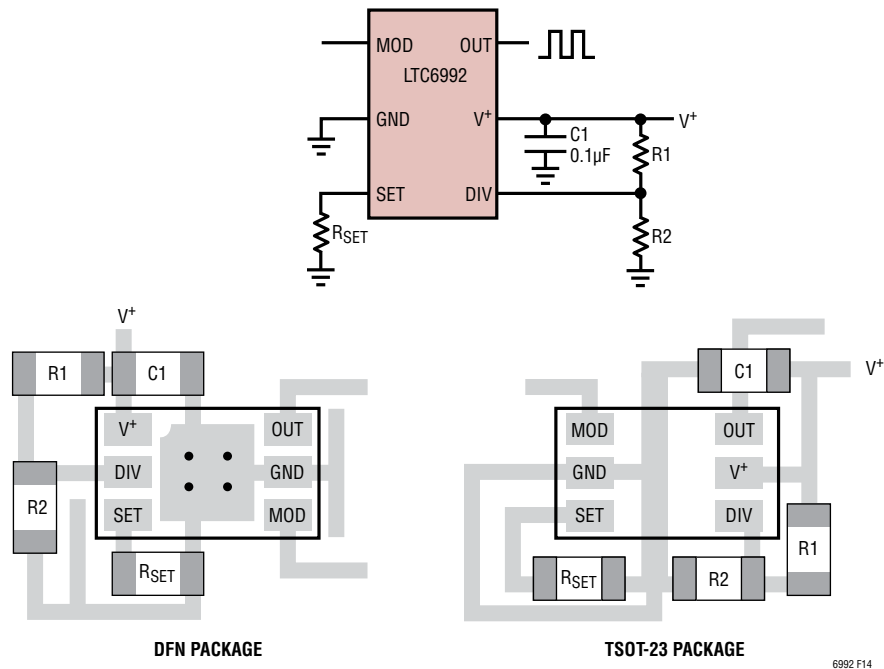 MOD OUT
LTC6992
GND V+ V+
C1
0.1µF R1
SET DIV
RSET R2
V+
R1 C1
V+ OUT
DIV GND
R2
SET MOD
RSET
DFN PACKAGE
C1 V+
MOD OUT
GND V+
SET DIV
R1
RSET R2
TSOT-23 PACKAGE
6992 F14